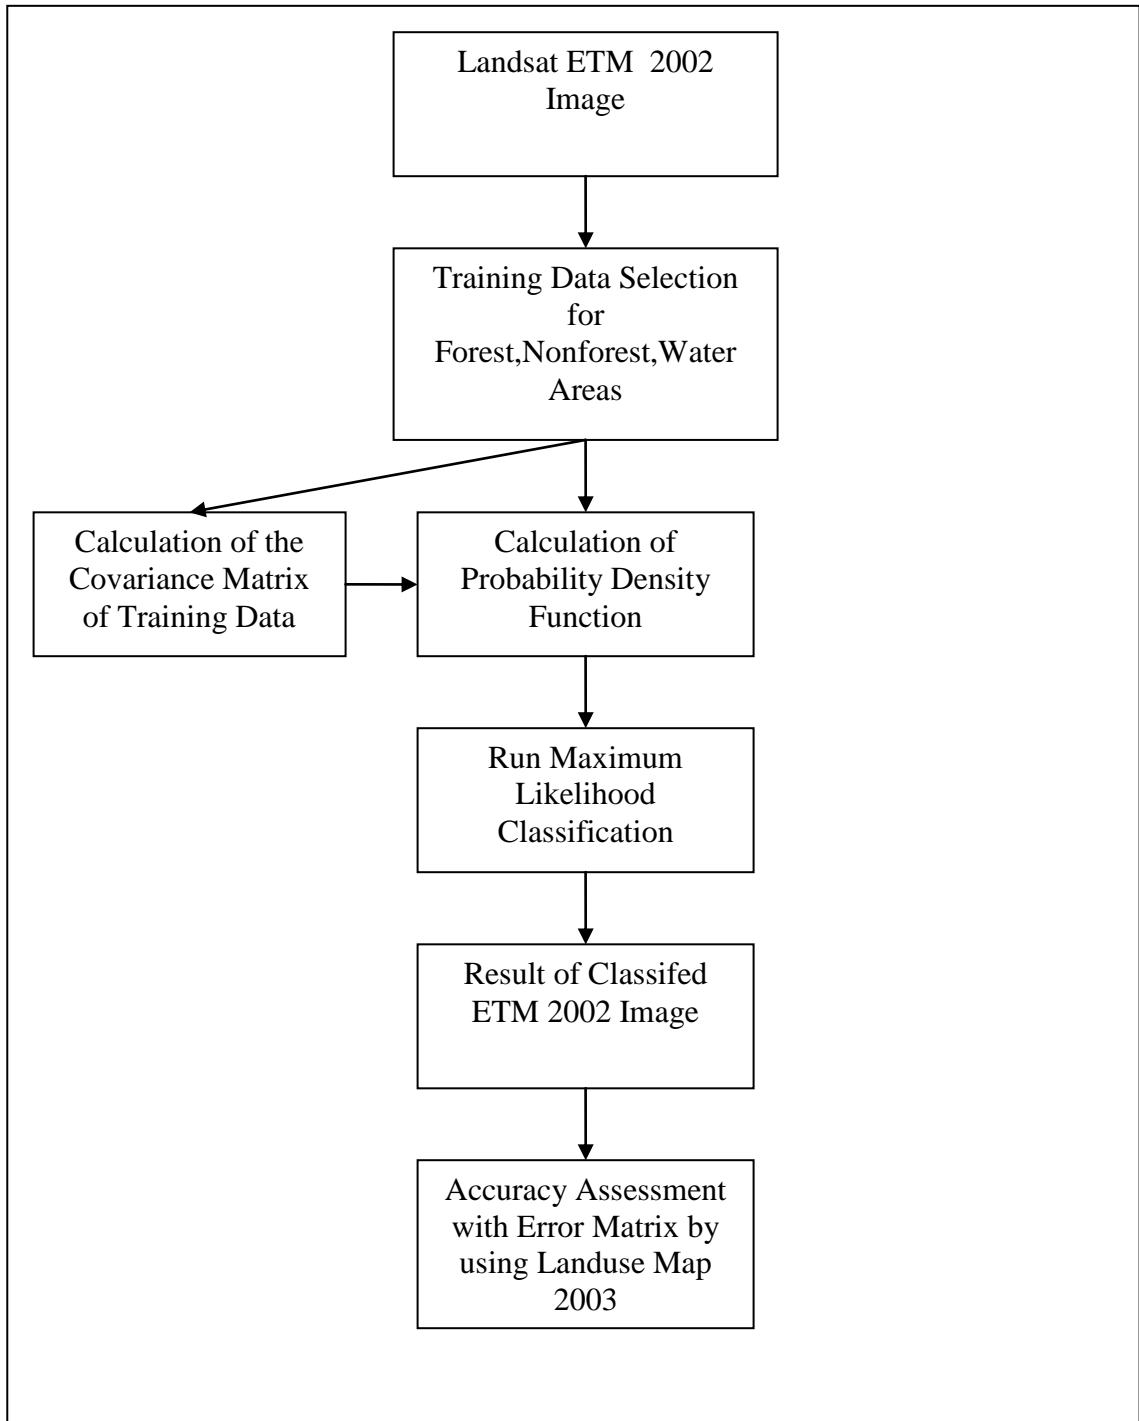 Landsat ETM  2002
Image
Training Data Selection
for
Forest,Nonforest,Water
Areas
Calculation of the
Covariance Matrix
of Training Data
Calculation of
Probability Density
Function
Run Maximum
Likelihood
Classification
Result of Classifed
ETM 2002 Image
Accuracy Assessment
with Error Matrix by
using Landuse Map
2003